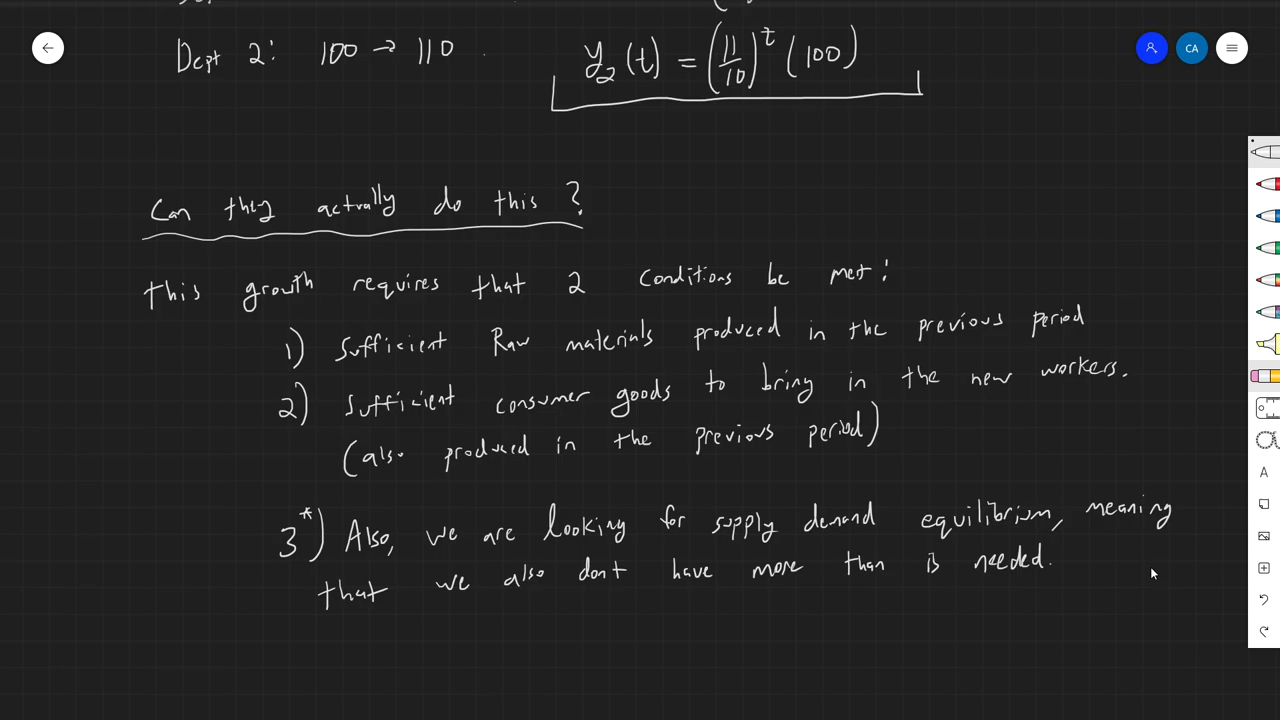 Dept 2: 100 → 110 y₂(t) = (11/10)^t (100)
CA
Can they actually do this?
This growth requires that 2 conditions be met:
1) Sufficient Raw materials produced in the previous period
2) Sufficient consumer goods to bring in the new workers.
(also produced in the previous period)
3*) Also, we are looking for supply demand equilibrium, meaning
that we also don't have more than is needed.
A